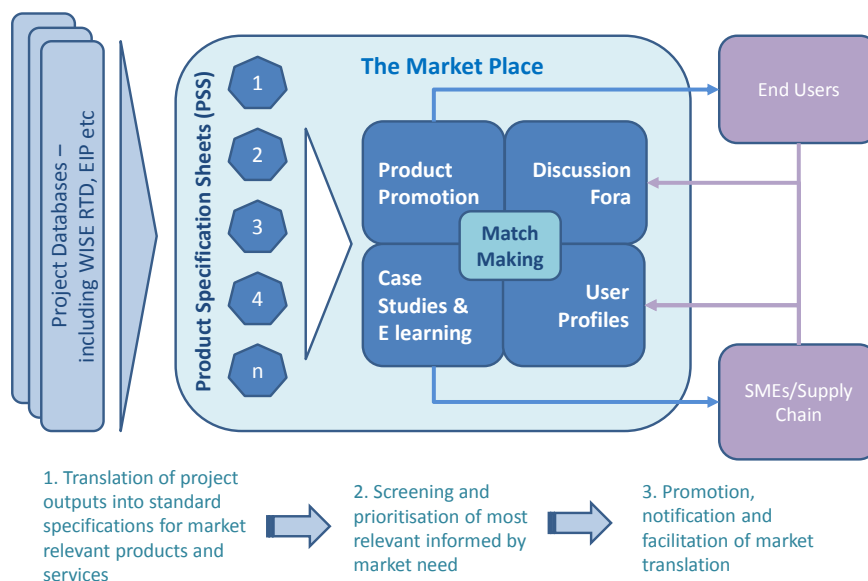 Project Databases –
including WISE RTD, EIP etc
Product Specification Sheets (PSS)
1
2
3
4
n
The Market Place
Product
Promotion
Discussion
Fora
Match
Making
Case
Studies &
E learning
User
Profiles
End Users
SMEs/Supply
Chain
1. Translation of project
outputs into standard
specifications for market
relevant products and
services
2. Screening and
prioritisation of most
relevant informed by
market need
3. Promotion,
notification and
facilitation of market
translation